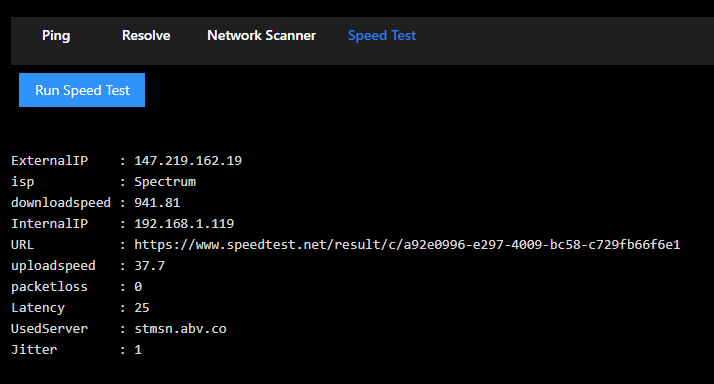 Ping Resolve Network Scanner Speed Test
Run Speed Test
ExternalIP : 147.219.162.19
isp : Spectrum
downloadspeed : 941.81
InternalIP : 192.168.1.119
URL : https://www.speedtest.net/result/c/a92e0996-e297-4009-bc58-c729fb66f6e1
uploadspeed : 37.7
packetloss : 0
Latency : 25
UsedServer : stmsn.abv.co
Jitter : 1